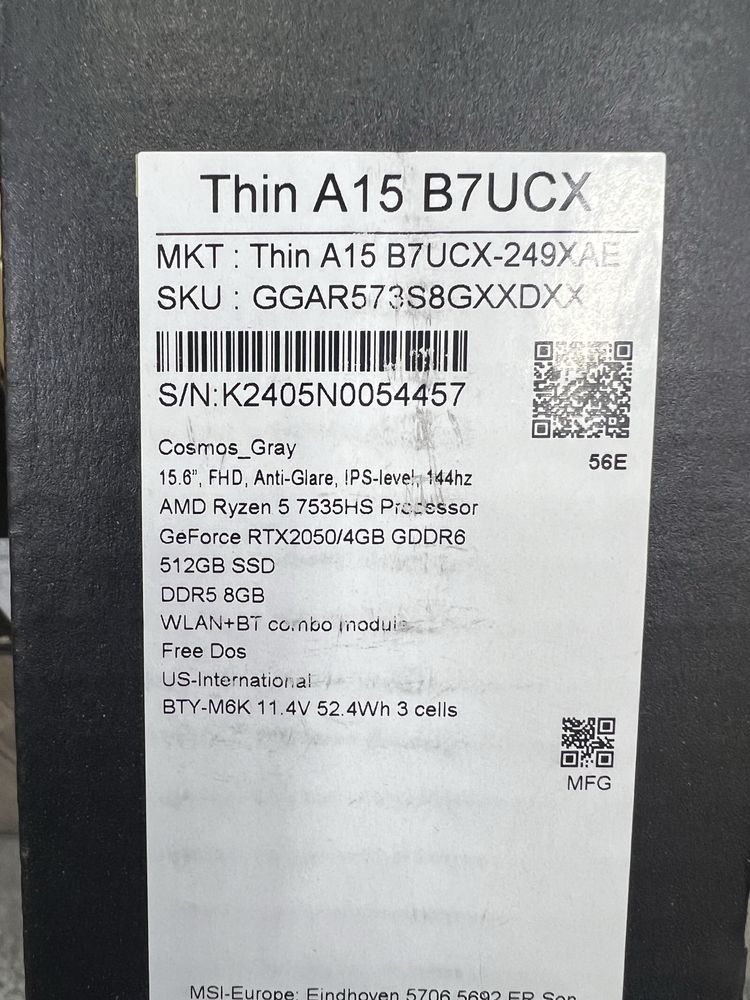 Thin A15 B7UCX
MKT : Thin A15 B7UCX-249XAE
SKU : GGAR573S8GXXDXX
S/N:K2405N0054457
56E
Cosmos_Gray
15.6”, FHD, Anti-Glare, IPS-level, 144hz
AMD Ryzen 5 7535HS Processor
GeForce RTX2050/4GB GDDR6
512GB SSD
DDR5 8GB
WLAN+BT combo module
Free Dos
US-International
BTY-M6K 11.4V 52.4Wh 3 cells
MFG
MSI-Europe: Eindhoven 5706 5692 ER Son